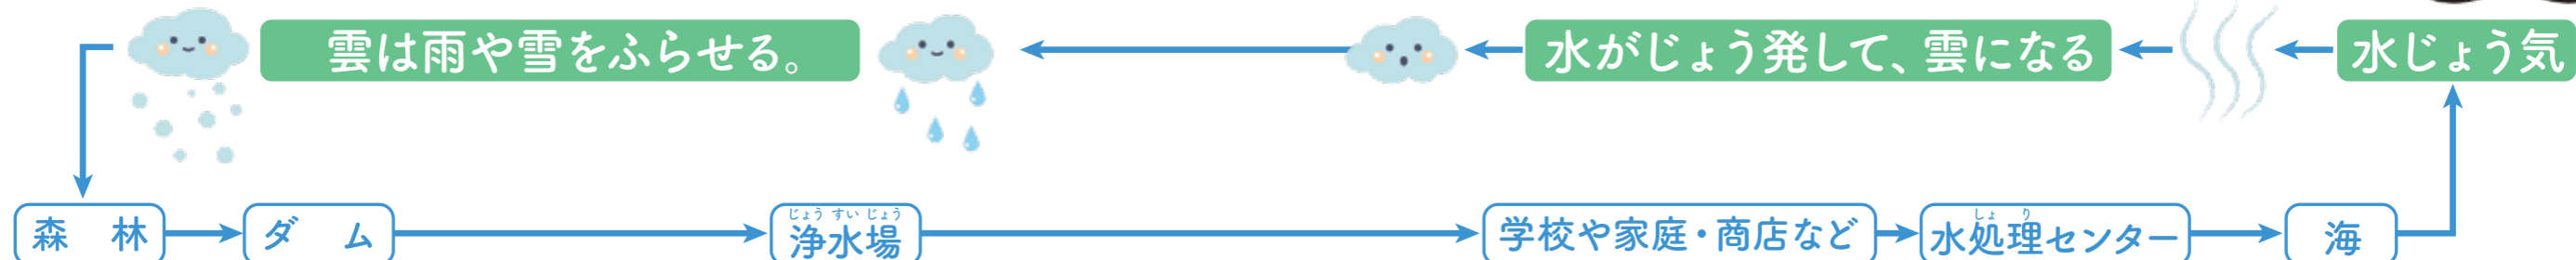 雲は雨や雪をふらせる。
水がじょう発して、雲になる
水じょう気
森　林
ダ　ム
じょうすいじょう
浄水場
学校や家庭・商店など
しょり
水処理センター
海